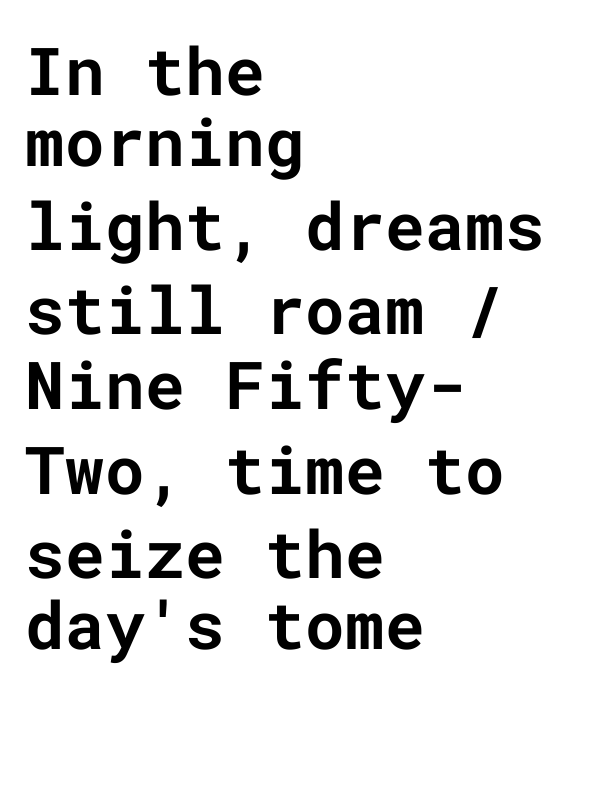 In the
morning
light, dreams
still roam /
Nine Fifty-
Two, time to
seize the
day's tome